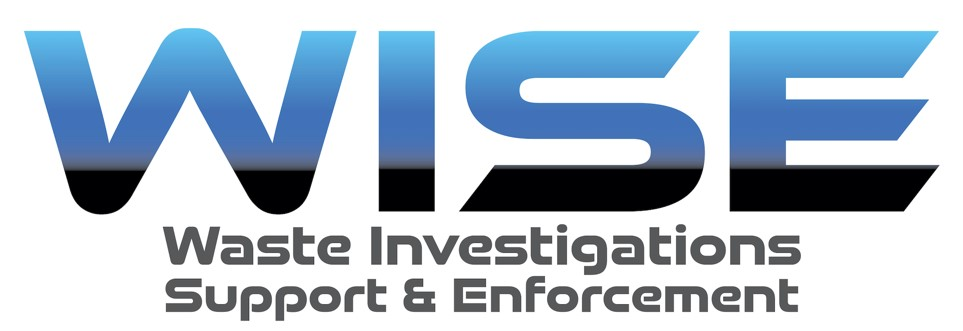 WISE
Waste Investigations
Support & Enforcement